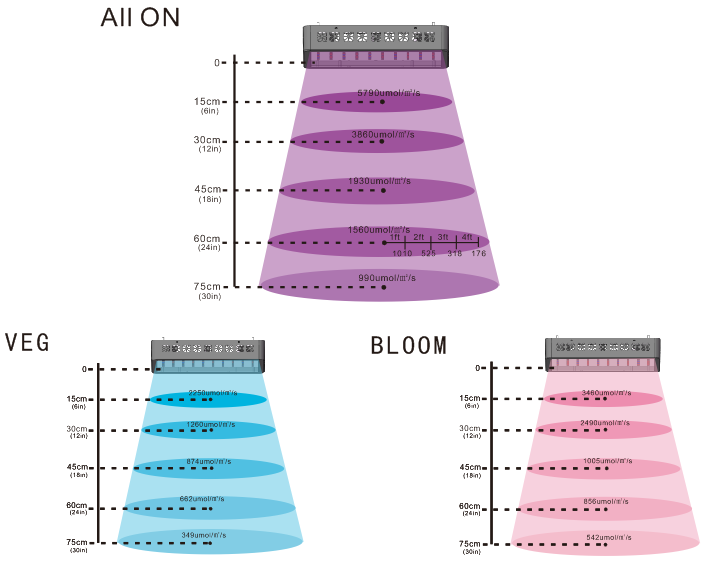 All ON
0
5790umol/㎡/s
15cm
(6in)
3860umol/㎡/s
30cm
(12in)
1930umol/㎡/s
45cm
(18in)
1560umol/㎡/s
1ft 2ft 3ft 4ft
60cm
(24in)
1010 525 318 176
990umol/㎡/s
75cm
(30in)
VEG
0
2250umol/㎡/s
15cm
(6in)
1260umol/㎡/s
30cm
(12in)
874umol/㎡/s
45cm
(18in)
662umol/㎡/s
60cm
(24in)
349umol/㎡/s
75cm
(30in)
BLOOM
0
3460umol/㎡/s
15cm
(6in)
2490umol/㎡/s
30cm
(12in)
1005umol/㎡/s
45cm
(18in)
856umol/㎡/s
60cm
(24in)
542umol/㎡/s
75cm
(30in)